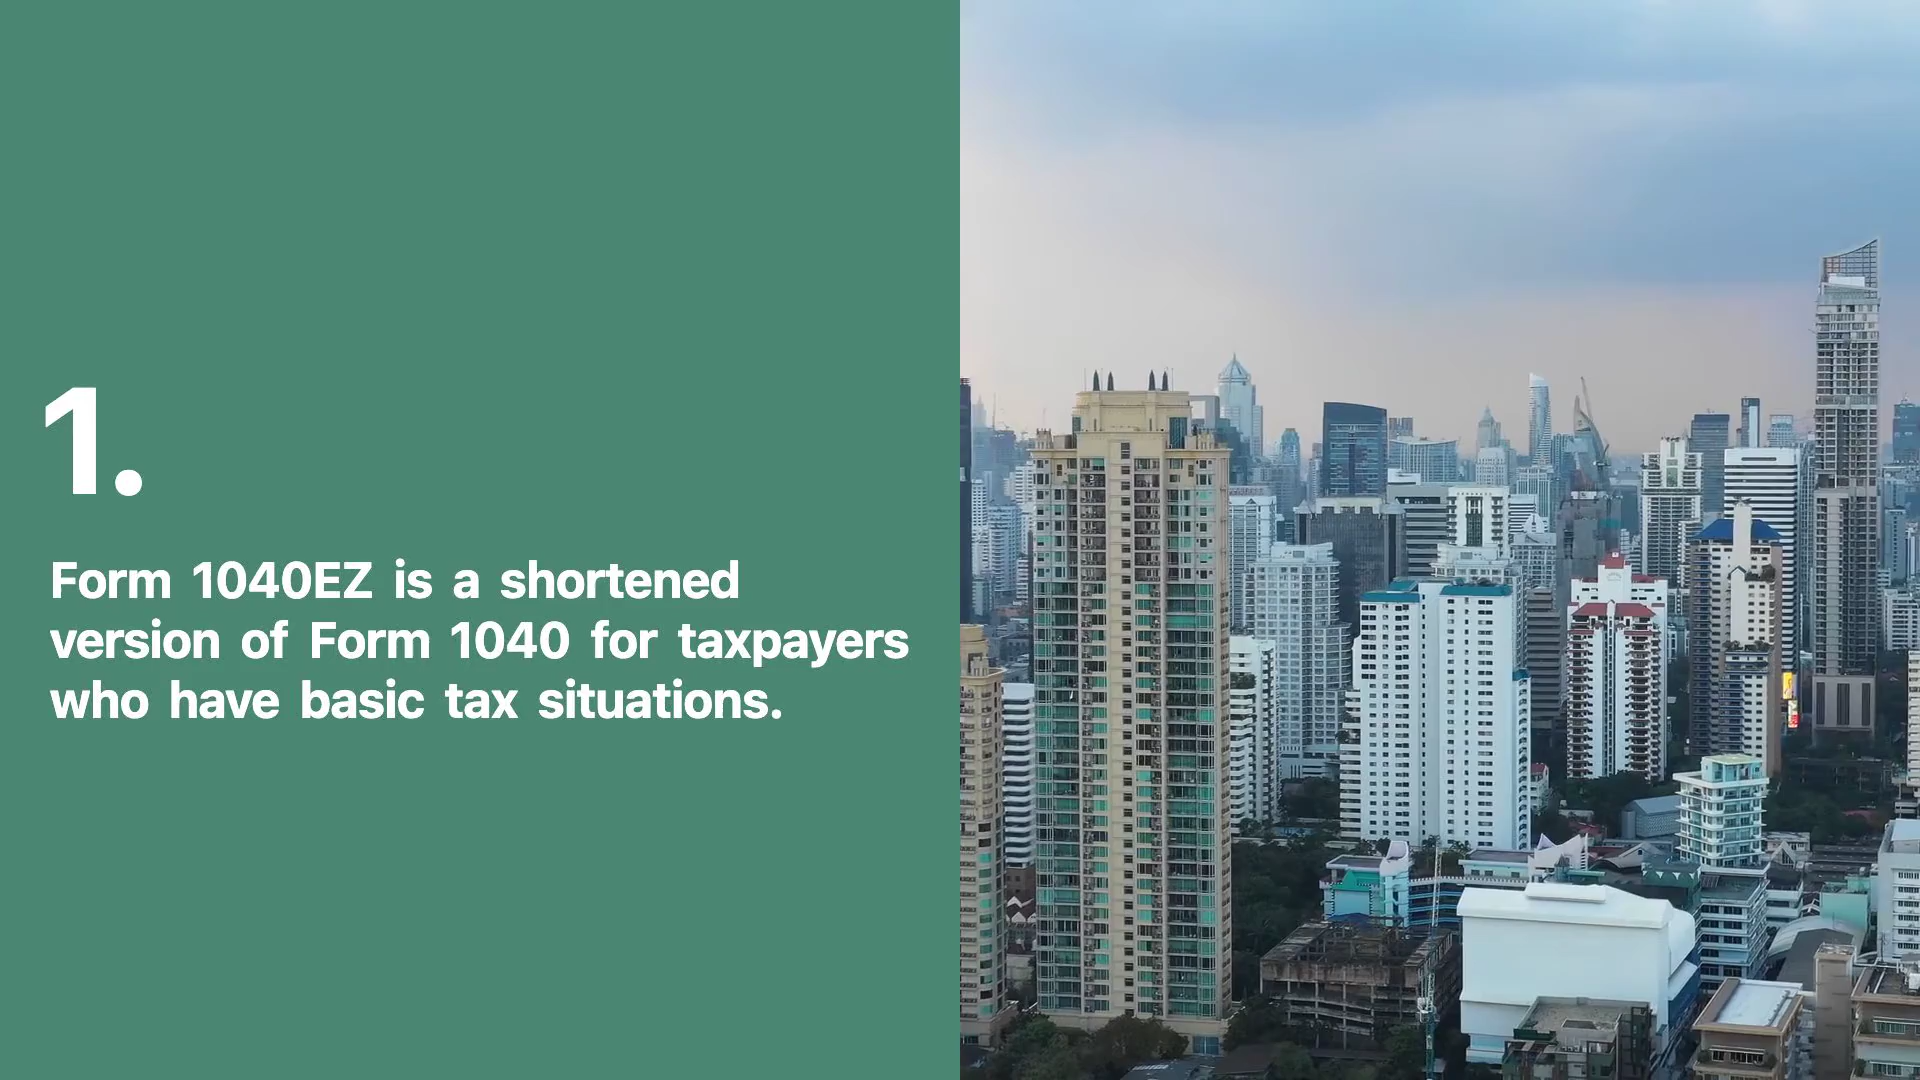 1.
Form 1040EZ is a shortened
version of Form 1040 for taxpayers
who have basic tax situations.